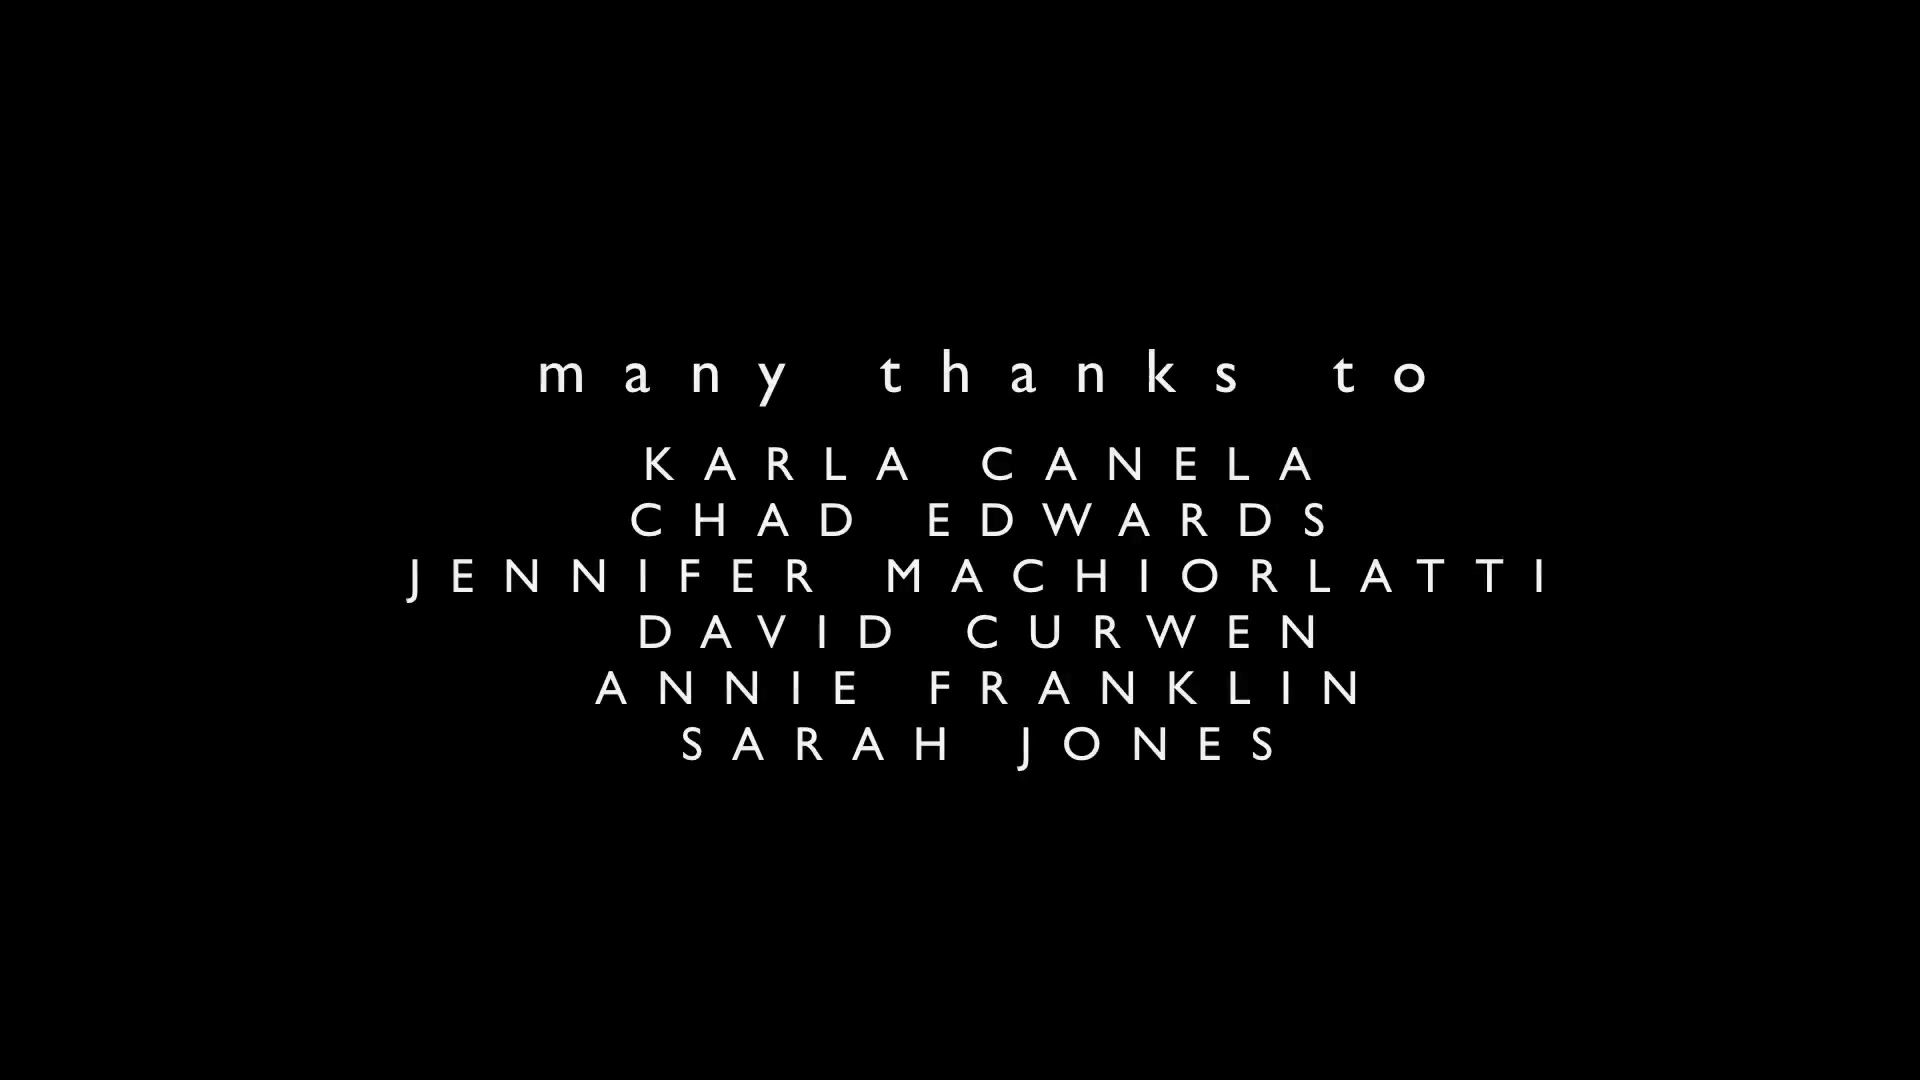 many thanks to
KARLA CANELA
CHAD EDWARDS
JENNIFER MACHIORLATTI
DAVID CURWEN
ANNIE FRANKLIN
SARAH JONES